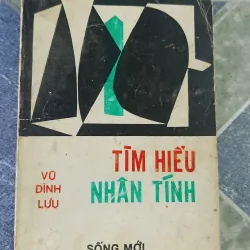 TÌM HIỂU
NHÂN TÍNH
VŨ
ĐÌNH
LƯU
SỐNG MỚI